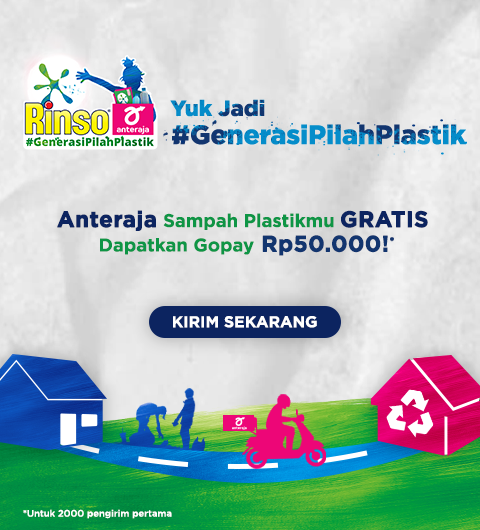 Rinso
anteraja
#GenerasiPilahPlastik
Yuk Jadi
#GenerasiPilahPlastik
Anteraja Sampah Plastikmu GRATIS
Dapatkan Gopay Rp50.000!*
KIRIM SEKARANG
anteraja
*Untuk 2000 pengirim pertama